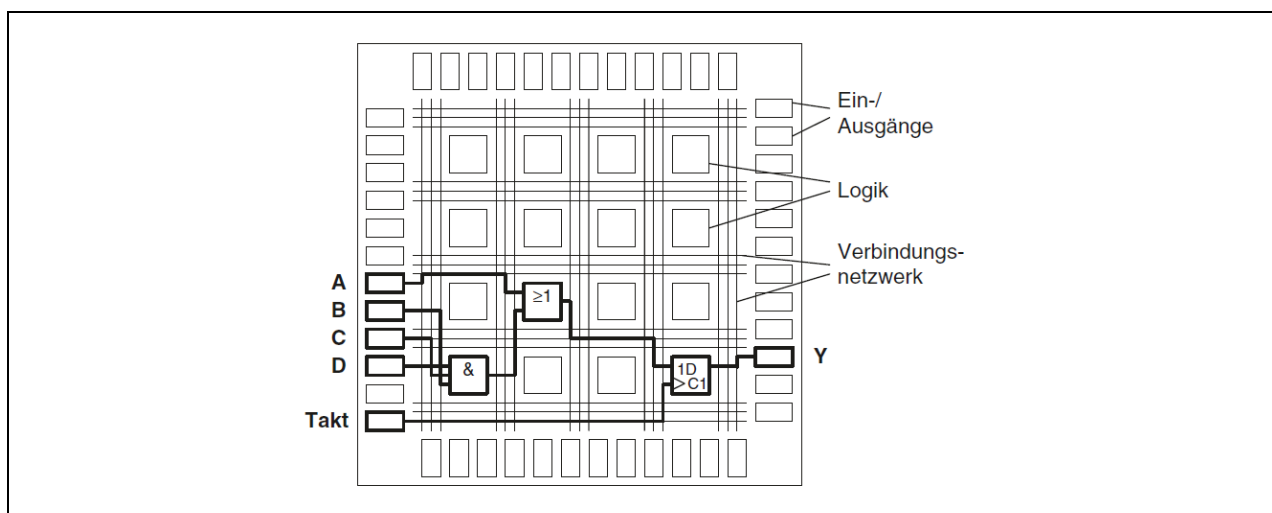 Ein-/
Ausgänge
Logik
Verbindungs-
netzwerk
A
B
C
D
Takt
≥1
&
1D
>C1
Y